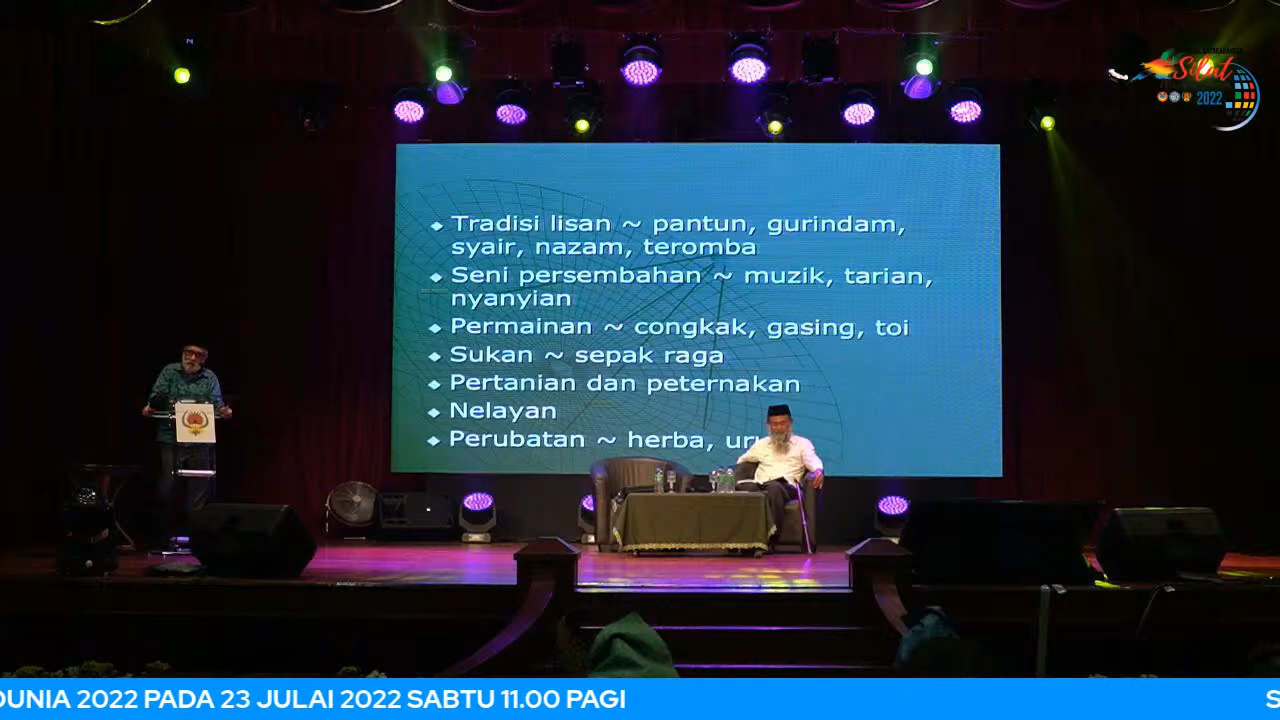 Silat
2022
◆ Tradisi lisan ~ pantun, gurindam,
syair, nazam, teromba
◆ Seni persembahan ~ muzik, tarian,
nyanyian
◆ Permainan ~ congkak, gasing, toi
◆ Sukan ~ sepak raga
◆ Pertanian dan peternakan
◆ Nelayan
◆ Perubatan ~ herba,
DUNIA 2022 PADA 23 JULAI 2022 SABTU 11.00 PAGI
S